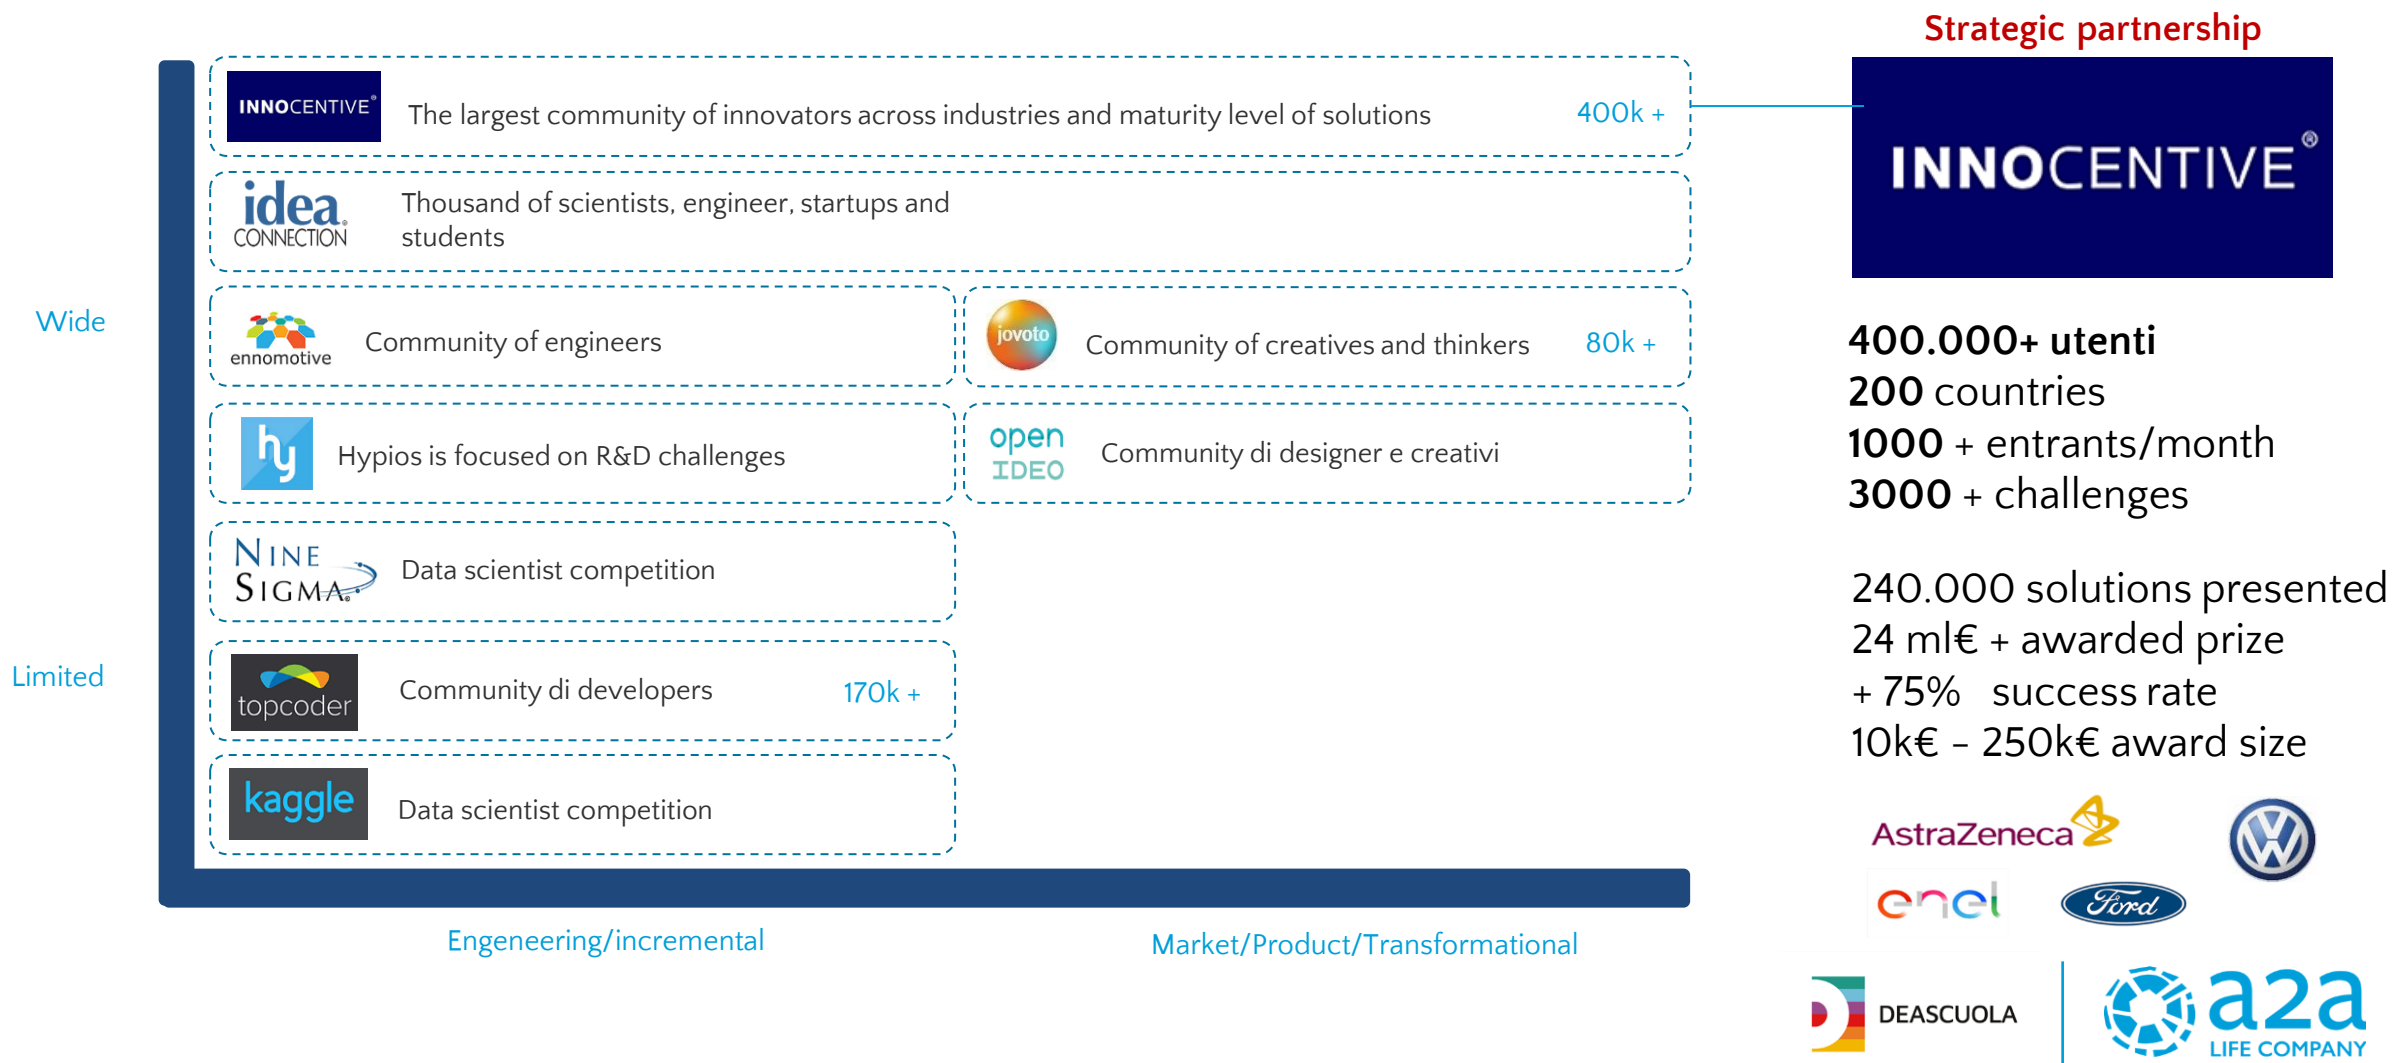 Strategic partnership
INNOCENTIVE®
The largest community of innovators across industries and maturity level of solutions
400k +
INNOCENTIVE®
idea
CONNECTION
Thousand of scientists, engineer, startups and
students
Wide
ennomotive
Community of engineers
jovoto
Community of creatives and thinkers
80k +
hy
Hypios is focused on R&D challenges
open
IDEO
Community di designer e creativi
NINE
SIGMA
Data scientist competition
Limited
topcoder
Community di developers
170k +
kaggle
Data scientist competition
Engeneering/incremental
Market/Product/Transformational
400.000+ utenti
200 countries
1000 + entrants/month
3000 + challenges
240.000 solutions presented
24 ml€ + awarded prize
+ 75% success rate
10k€ – 250k€ award size
AstraZeneca
VW
enel
Ford
DEASCUOLA
a2a
LIFE COMPANY